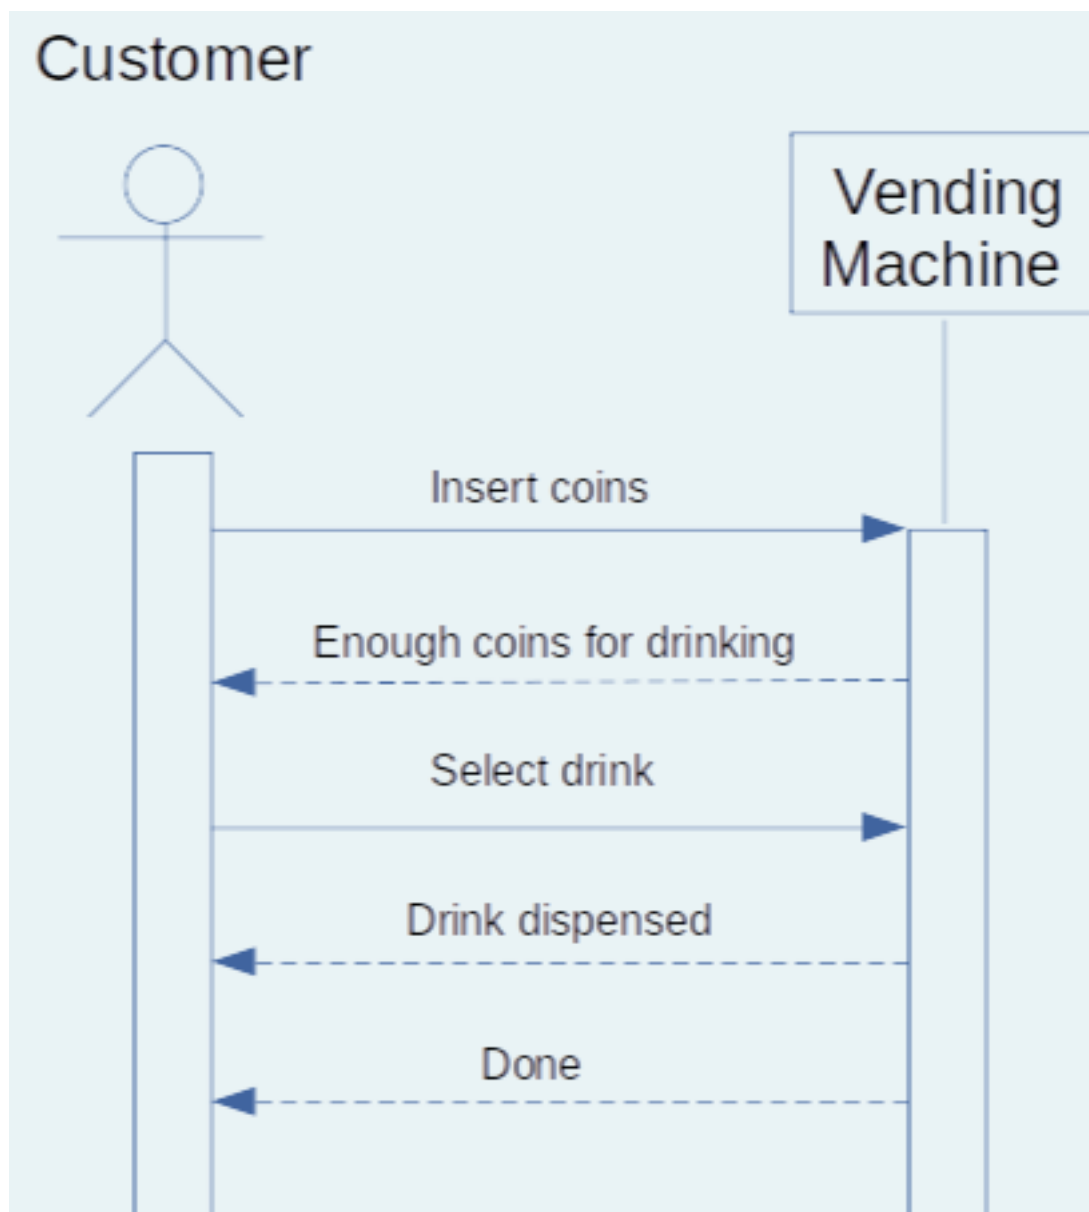 Customer
Vending
Machine
Insert coins
Enough coins for drinking
Select drink
Drink dispensed
Done